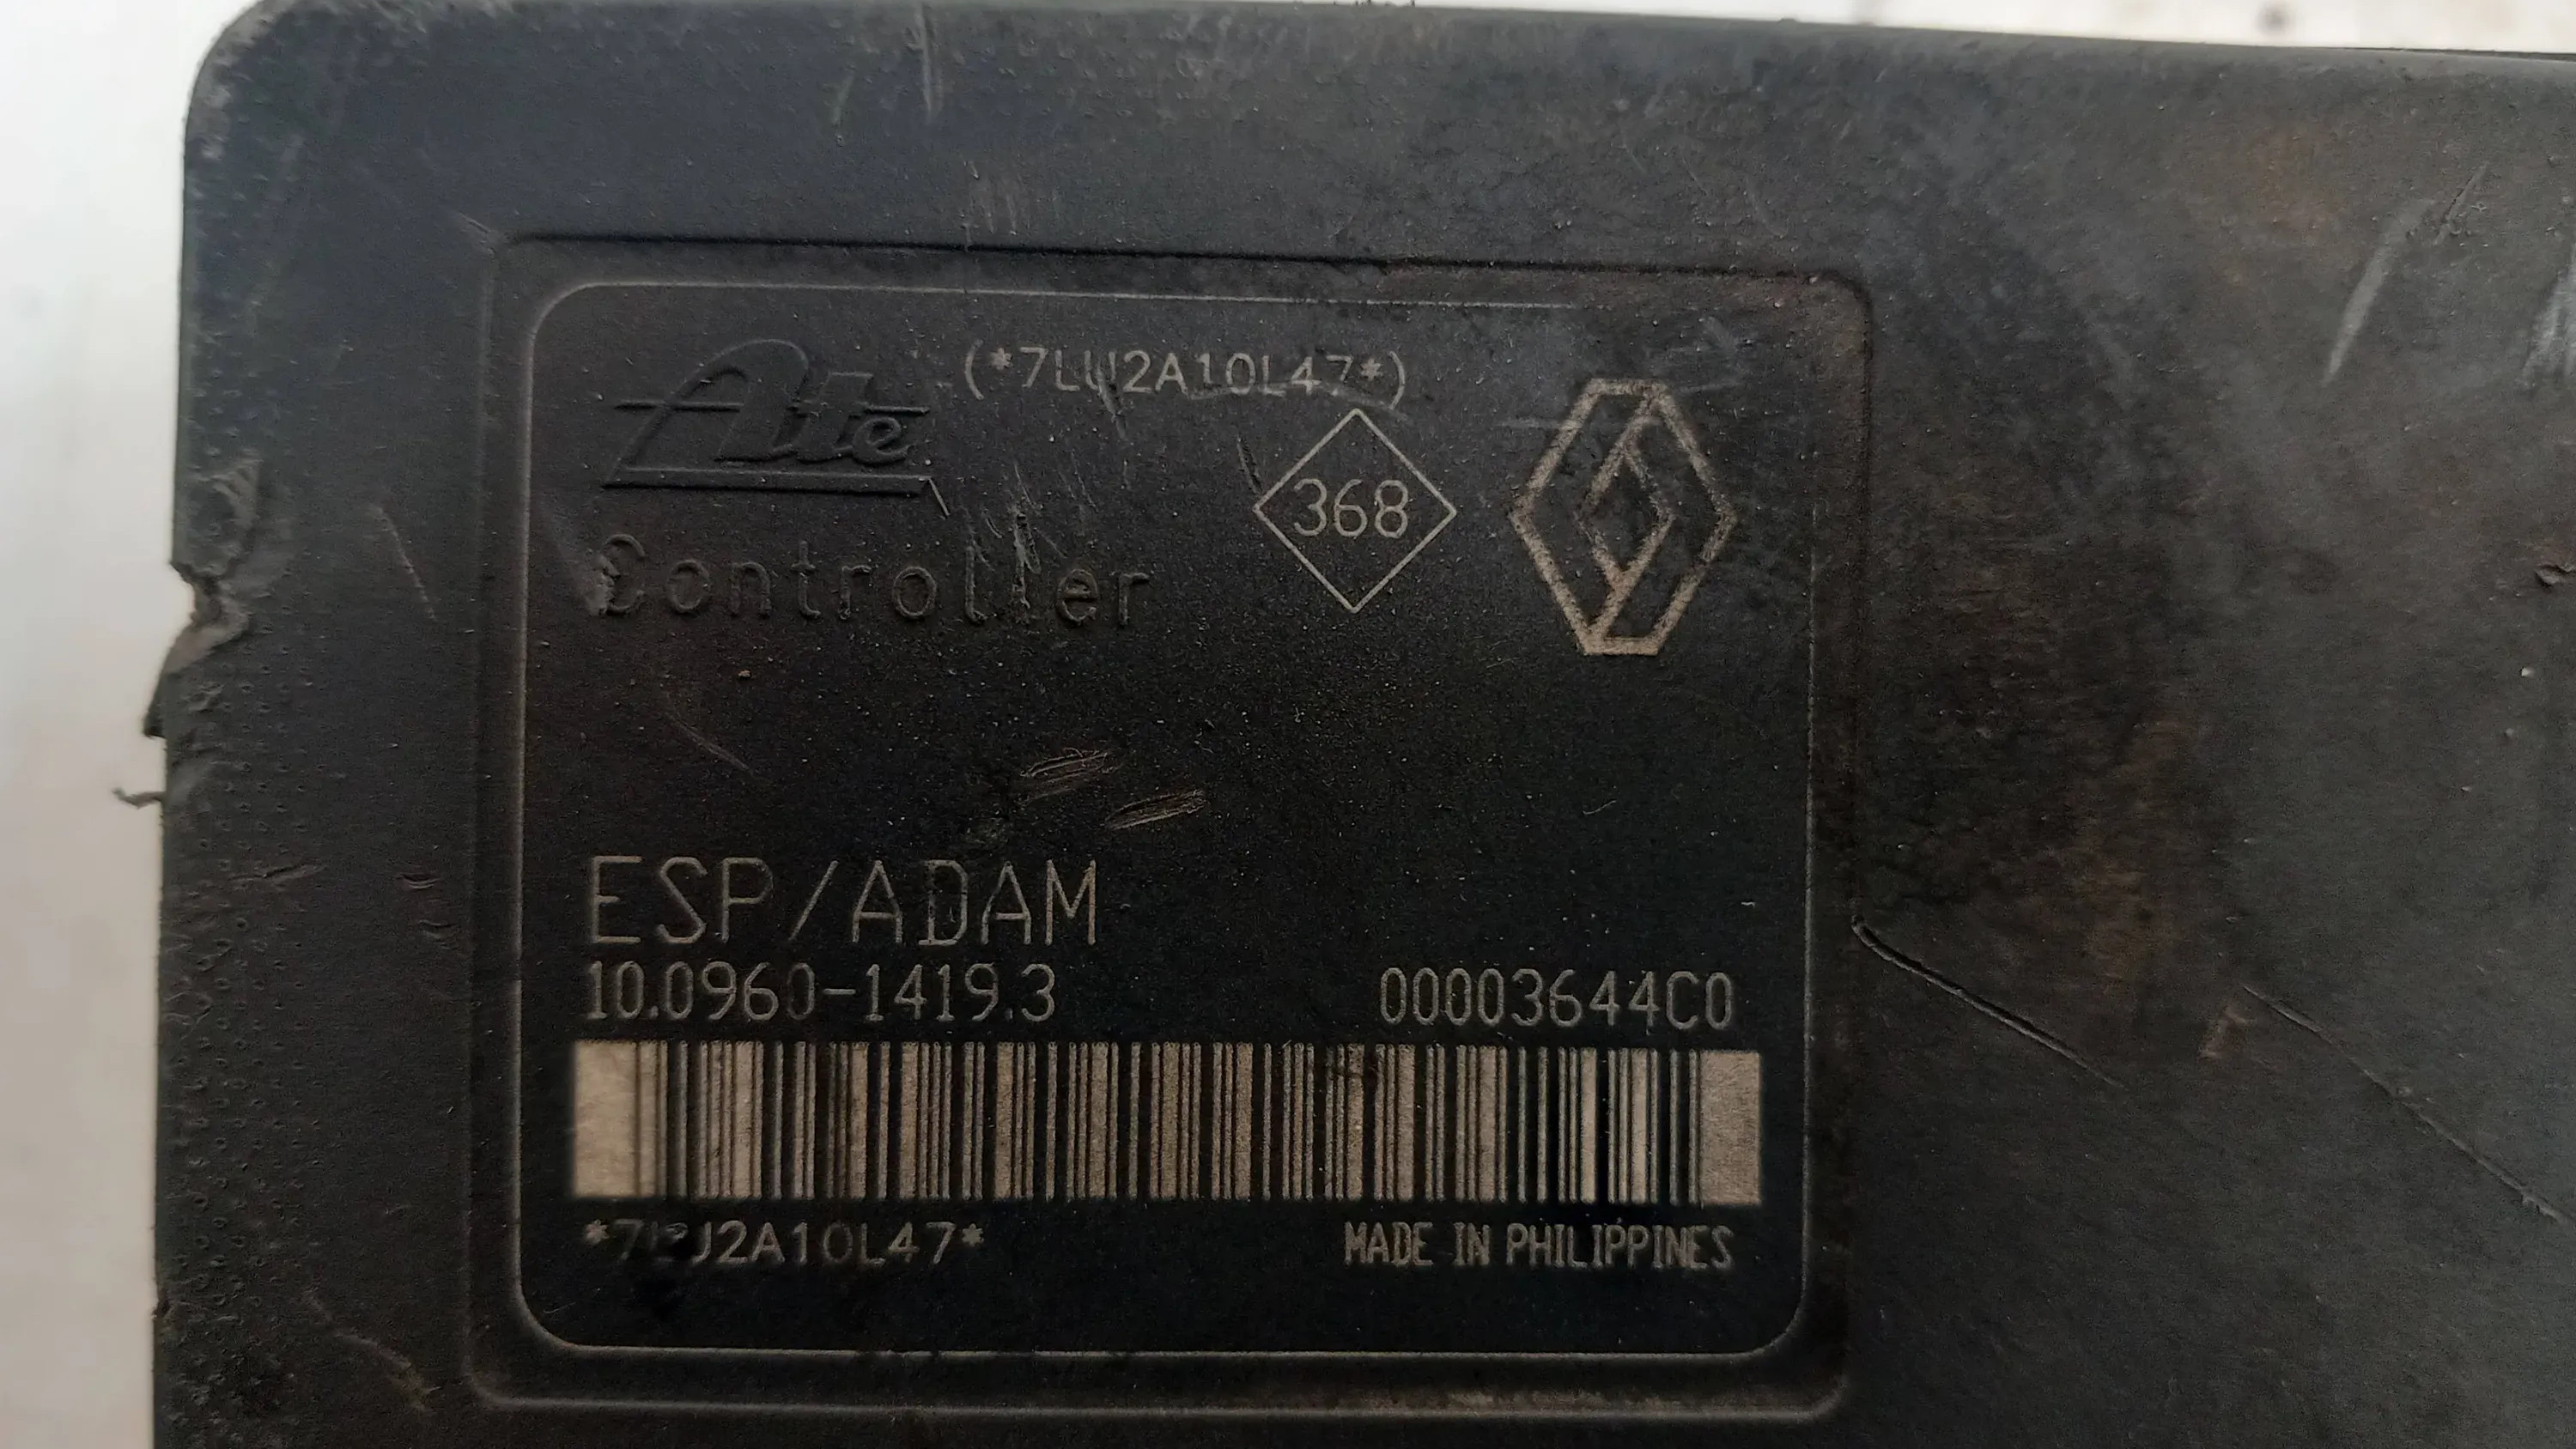 Ate
(*7LU2A10L47*)
368
Controller
ESP/ADAM
10.0960-1419.3
00003644C0
MADE IN PHILIPPINES